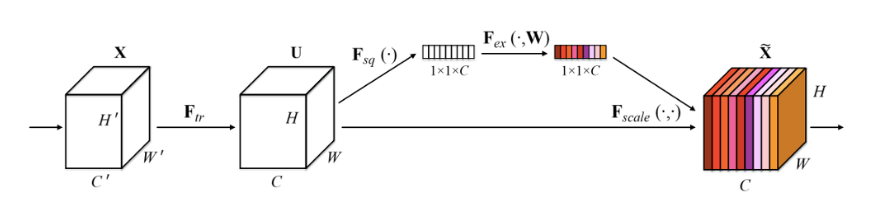 X
H′
W′
C′
F_tr
U
H
W
C
F_sq (·)
1×1×C
F_ex (·,W)
1×1×C
F_scale (·,·)
X̃
H
W
C